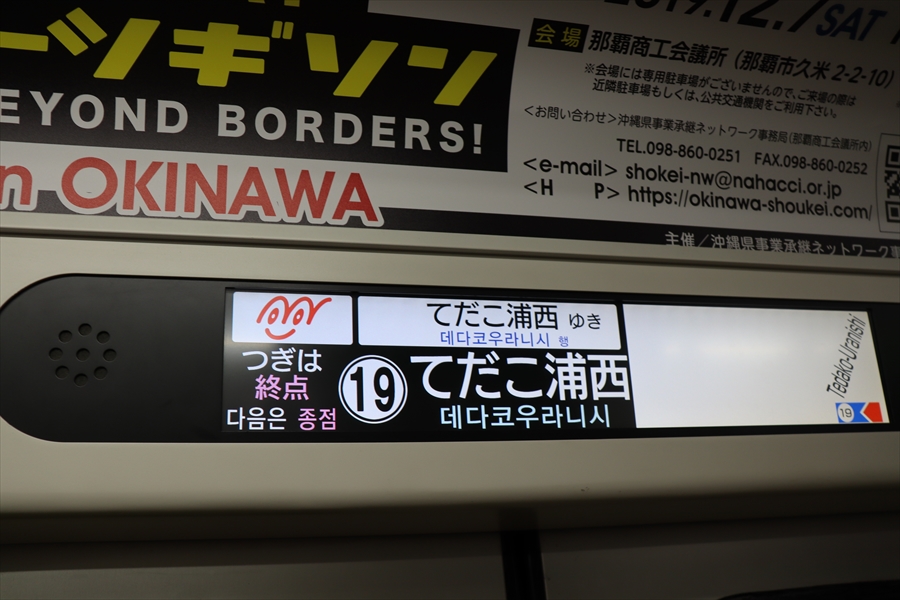 ーツギソン
EYOND BORDERS!
n OKINAWA
2019.12.7/SAT
会場 那覇商工会議所（那覇市久米2-2-10）
※会場には専用駐車場がございませんので、ご来場の際は
近隣駐車場もしくは、公共交通機関をご利用下さい。
＜お問い合わせ＞沖縄県事業承継ネットワーク事務局(那覇商工会議所内)
TEL.098-860-0251 FAX.098-860-0252
＜e-mail＞ shokei-nw@nahacci.or.jp
＜H P＞ https://okinawa-shoukei.com/
主催／沖縄県事業承継ネットワーク事
てだこ浦西 ゆき
데다코우라니시 행
つぎは
終点
다음은 종점
19
てだこ浦西
데다코우라니시
Tedako-Uranishi
19